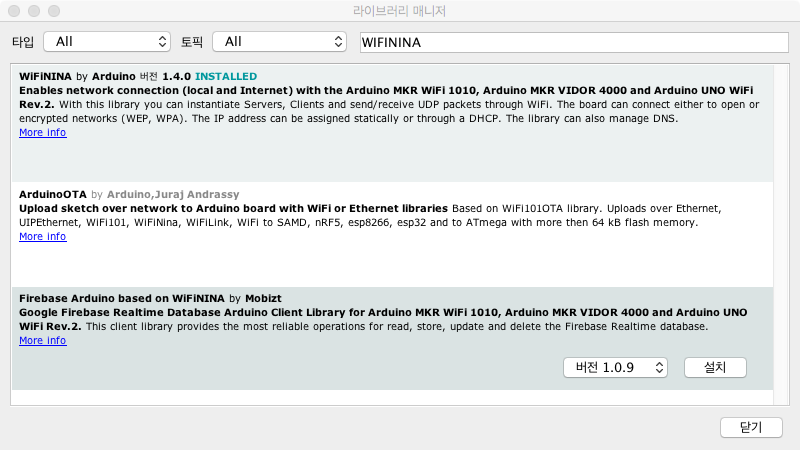 라이브러리 매니저
타입 All 토픽 All WIFININA
WiFiNINA by Arduino 버전 1.4.0 INSTALLED
Enables network connection (local and Internet) with the Arduino MKR WiFi 1010, Arduino MKR VIDOR 4000 and Arduino UNO WiFi
Rev.2. With this library you can instantiate Servers, Clients and send/receive UDP packets through WiFi. The board can connect either to open or
encrypted networks (WEP, WPA). The IP address can be assigned statically or through a DHCP. The library can also manage DNS.
More info
ArduinoOTA by Arduino,Juraj Andrassy
Upload sketch over network to Arduino board with WiFi or Ethernet libraries Based on WiFi101OTA library. Uploads over Ethernet,
UIPEthernet, WiFi101, WiFiNina, WiFiLink, WiFi to SAMD, nRF5, esp8266, esp32 and to ATmega with more then 64 kB flash memory.
More info
Firebase Arduino based on WiFiNINA by Mobizt
Google Firebase Realtime Database Arduino Client Library for Arduino MKR WiFi 1010, Arduino MKR VIDOR 4000 and Arduino UNO
WiFi Rev.2. This client library provides the most reliable operations for read, store, update and delete the Firebase Realtime database.
More info
버전 1.0.9 설치
닫기